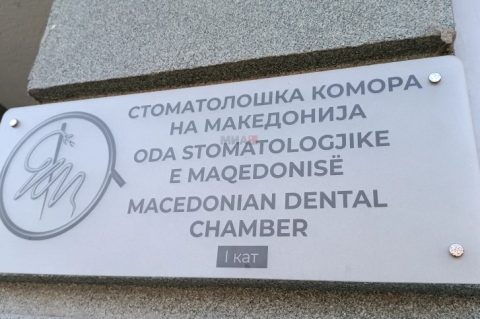 СТОМАТОЛОШКА КОМОРА
НА МАКЕДОНИЈА
ODA STOMATOLOGJIKE
E MAQEDONISË
MACEDONIAN DENTAL
CHAMBER
I кат